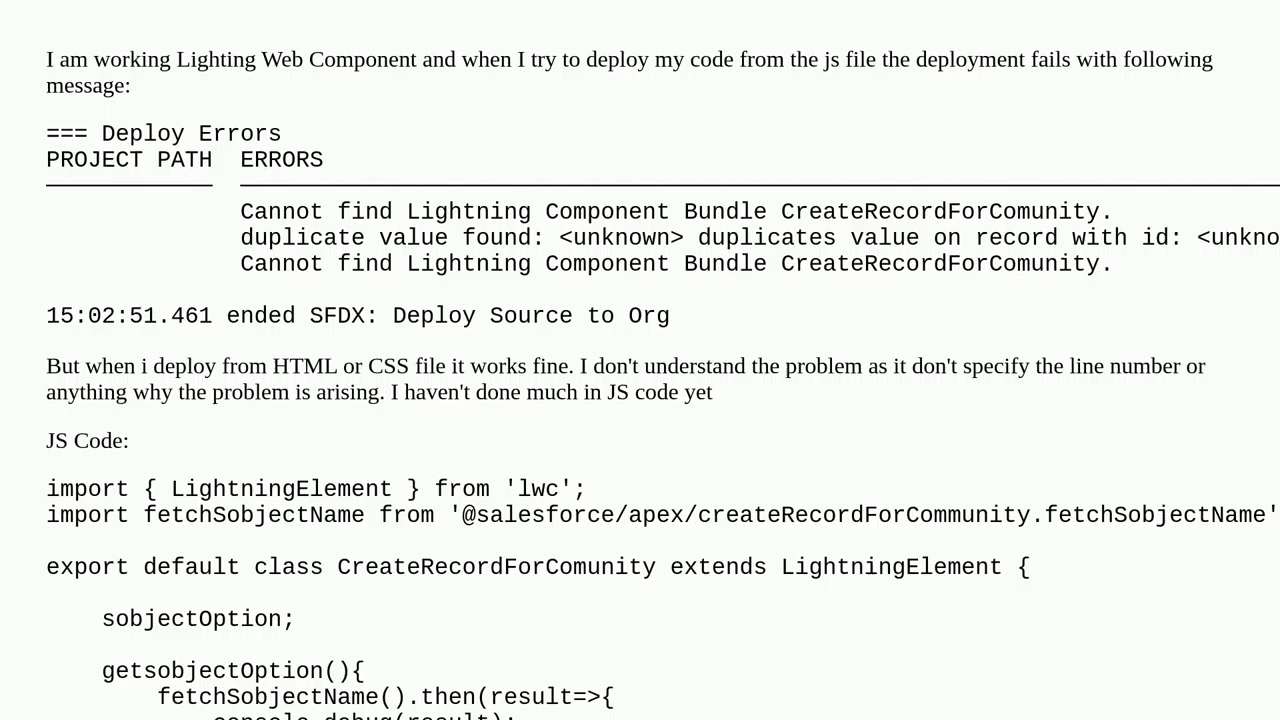 I am working Lighting Web Component and when I try to deploy my code from the js file the deployment fails with following
message:
=== Deploy Errors
PROJECT PATH  ERRORS
Cannot find Lightning Component Bundle CreateRecordForComunity.
duplicate value found: <unknown> duplicates value on record with id: <unkno
Cannot find Lightning Component Bundle CreateRecordForComunity.
15:02:51.461 ended SFDX: Deploy Source to Org
But when i deploy from HTML or CSS file it works fine. I don't understand the problem as it don't specify the line number or
anything why the problem is arising. I haven't done much in JS code yet
JS Code:
import { LightningElement } from 'lwc';
import fetchSobjectName from '@salesforce/apex/createRecordForCommunity.fetchSobjectName'
export default class CreateRecordForComunity extends LightningElement {
    sobjectOption;
    getsobjectOption(){
        fetchSobjectName().then(result=>{
            console.debug(result);